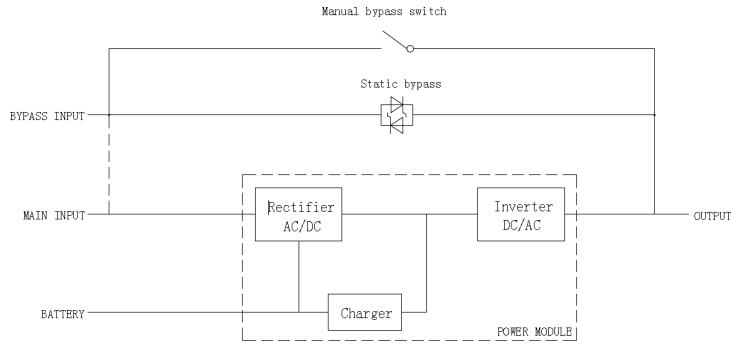 Manual bypass switch
Static bypass
BYPASS INPUT
MAIN INPUT
Rectifier
AC/DC
Inverter
DC/AC
OUTPUT
BATTERY
Charger
POWER MODULE